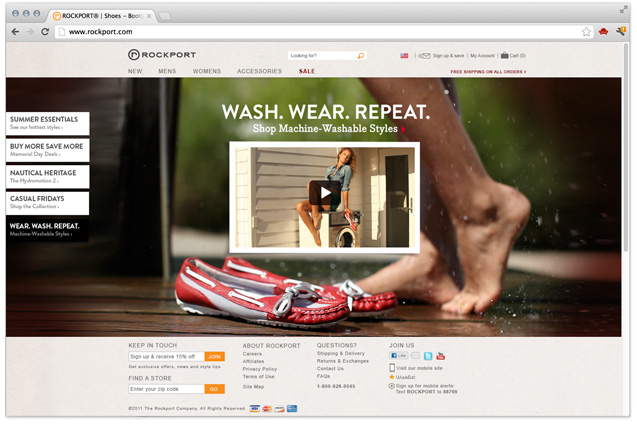 ROCKPORT® | Shoes – Boots
www.rockport.com
ROCKPORT
Looking for?
Sign up & save | My Account | Cart (0)
NEW MENS WOMENS ACCESSORIES SALE
FREE SHIPPING ON ALL ORDERS ›
WASH. WEAR. REPEAT.
Shop Machine-Washable Styles
SUMMER ESSENTIALS
See our hottest styles ›
BUY MORE SAVE MORE
Memorial Day Deals ›
NAUTICAL HERITAGE
The Hydromotion 2 ›
CASUAL FRIDAYS
Shop the Collection ›
WEAR. WASH. REPEAT.
Machine-Washable Styles ›
KEEP IN TOUCH
Sign up & receive 15% off JOIN
Get exclusive offers, news and style tips.
FIND A STORE
Enter your zip code GO
ABOUT ROCKPORT
Careers
Affiliates
Privacy Policy
Terms of Use
Site Map
QUESTIONS?
Shipping & Delivery
Returns & Exchanges
Contact Us
FAQs
1-800-828-0545
JOIN US
Like
Visit our mobile site
Wishlist
Sign up for mobile alerts:
Text ROCKPORT to 88769
©2011 The Rockport Company. All Rights Reserved.